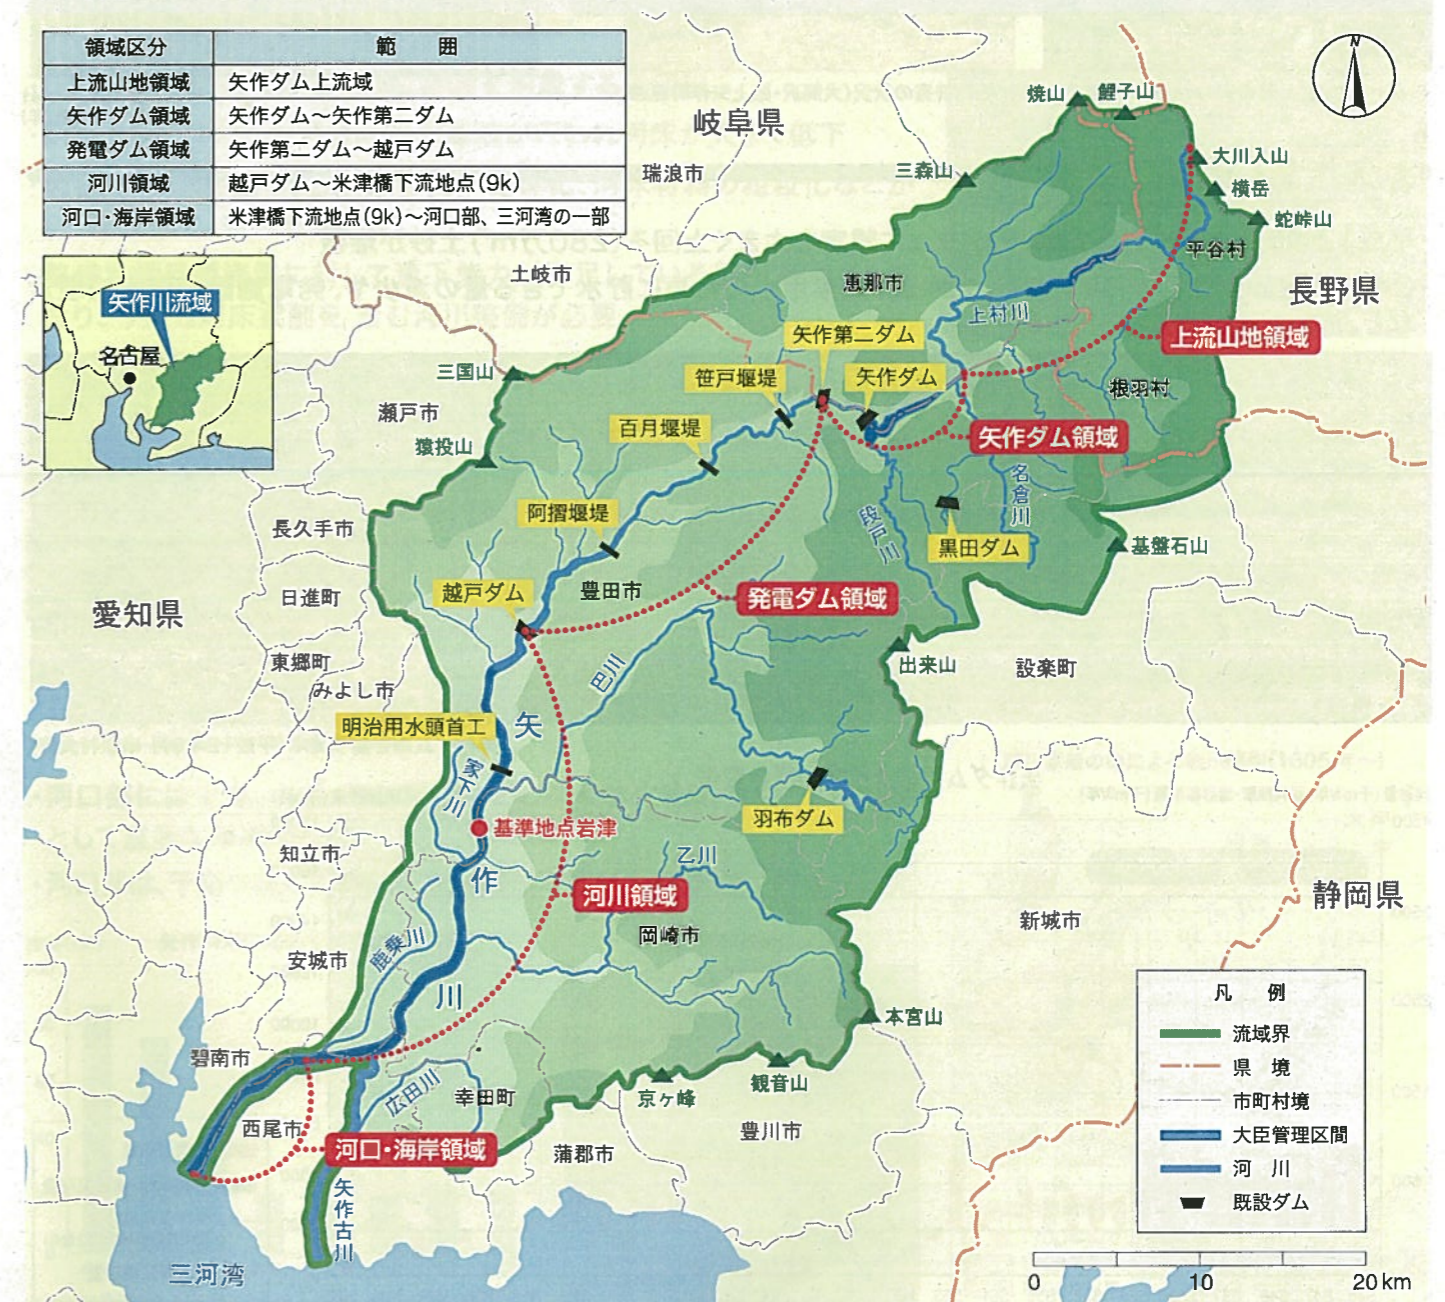 領域区分 範 囲
上流山地領域 矢作ダム上流域
矢作ダム領域 矢作ダム～矢作第二ダム
発電ダム領域 矢作第二ダム～越戸ダム
河川領域 越戸ダム～米津橋下流地点(9k)
河口・海岸領域 米津橋下流地点(9k)～河口部、三河湾の一部
矢作川流域
名古屋
N
岐阜県
瑞浪市
土岐市
焼山
鯉子山
三森山
大川入山
横岳
蛇峠山
平谷村
長野県
恵那市
上村川
上流山地領域
矢作第二ダム
笹戸堰堤
矢作ダム
根羽村
三国山
瀬戸市
猿投山
百月堰堤
矢作ダム領域
名倉川
段戸川
黒田ダム
基盤石山
長久手市
阿摺堰堤
日進町
越戸ダム
豊田市
発電ダム領域
愛知県
東郷町
みよし市
巴川
出来山
設楽町
明治用水頭首工
矢
家下川
羽布ダム
基準地点岩津
知立市
作
乙川
河川領域
静岡県
岡崎市
新城市
安城市
鹿乗川
川
本宮山
碧南市
広田川
幸田町
京ヶ峰
観音山
西尾市
河口・海岸領域
蒲郡市
豊川市
矢作古川
三河湾
凡 例
流域界
県 境
市町村境
大臣管理区間
河 川
既設ダム
0 10 20km